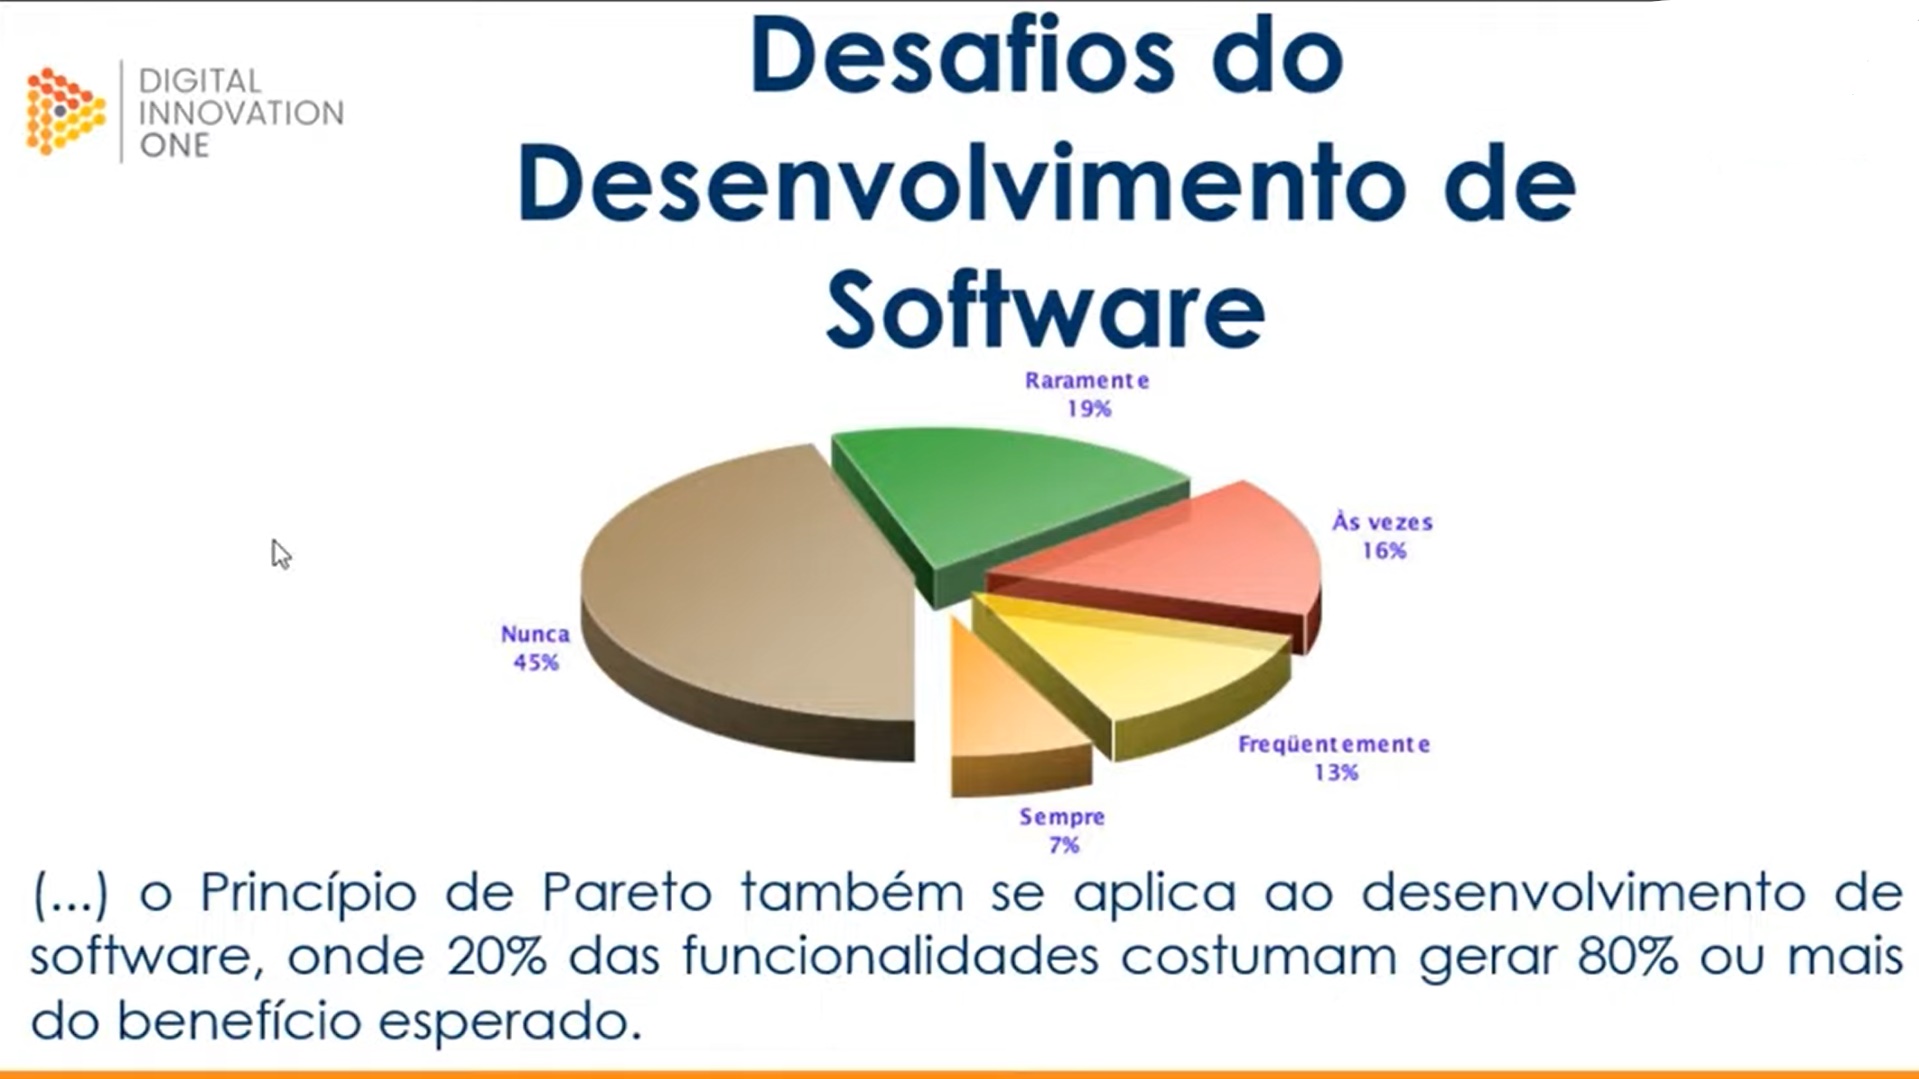 DIGITAL
INNOVATION
ONE
Desafios do
Desenvolvimento de
Software
Raramente
19%
Às vezes
16%
Nunca
45%
Freqüentemente
13%
Sempre
7%
(...) o Princípio de Pareto também se aplica ao desenvolvimento de
software, onde 20% das funcionalidades costumam gerar 80% ou mais
do benefício esperado.